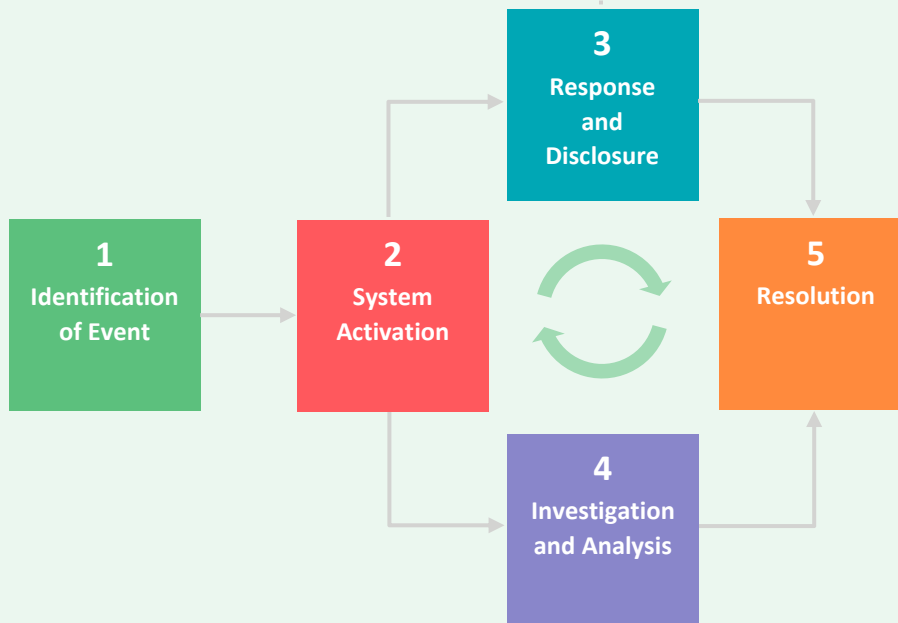 1
Identification
of Event
2
System
Activation
3
Response
and
Disclosure
4
Investigation
and Analysis
5
Resolution